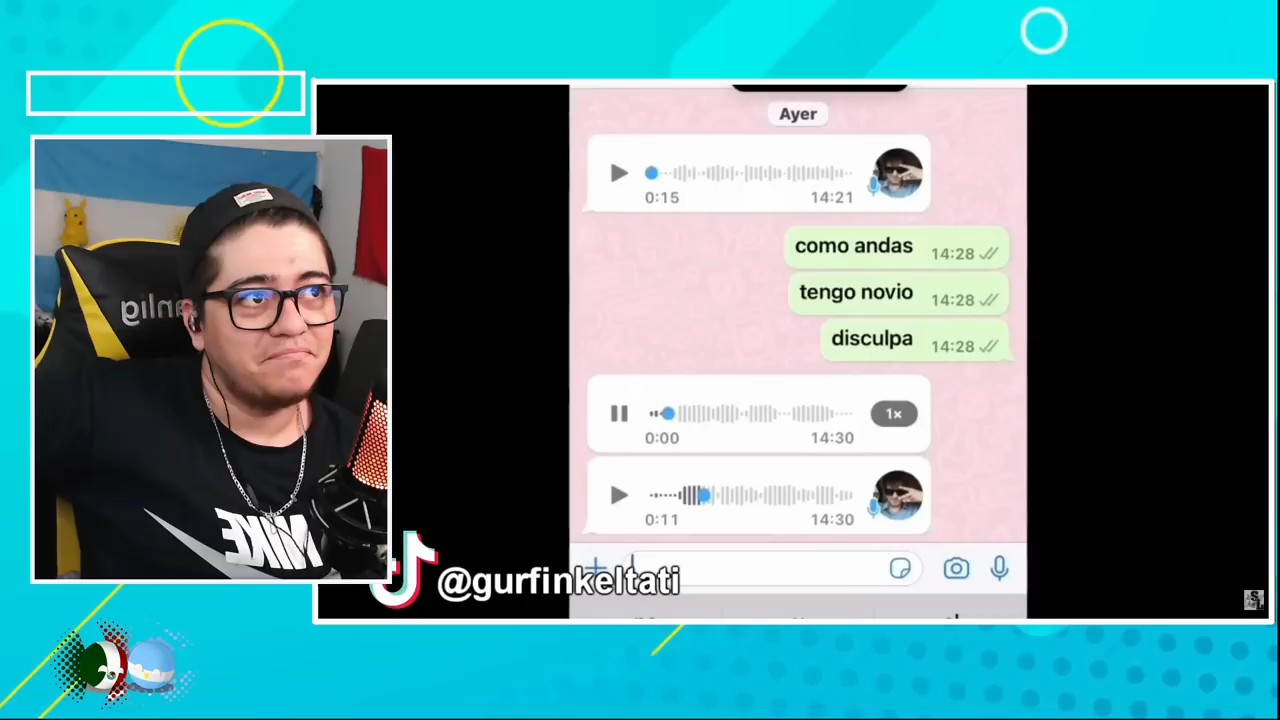 Ayer
0:15 14:21
como andas 14:28
tengo novio 14:28
disculpa 14:28
1x
0:00 14:30
0:11 14:30
@gurfinkeltati
NIKE